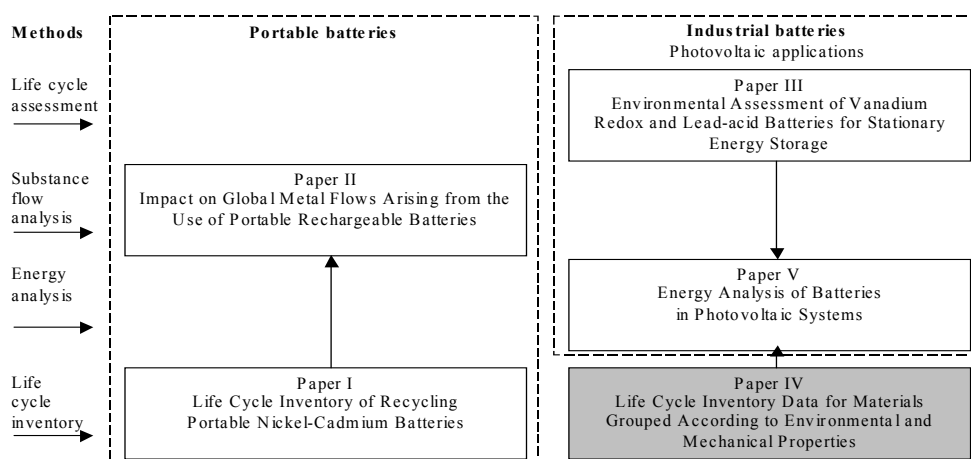 Methods
Life cycle
assessment
Substance
flow
analysis
Energy
analysis
Life
cycle
inventory
Portable batteries
Paper II
Impact on Global Metal Flows Arising from the
Use of Portable Rechargeable Batteries
Paper I
Life Cycle Inventory of Recycling
Portable Nickel-Cadmium Batteries
Industrial batteries
Photovoltaic applications
Paper III
Environmental Assessment of Vanadium
Redox and Lead-acid Batteries for Stationary
Energy Storage
Paper V
Energy Analysis of Batteries
in Photovoltaic Systems
Paper IV
Life Cycle Inventory Data for Materials
Grouped According to Environmental and
Mechanical Properties